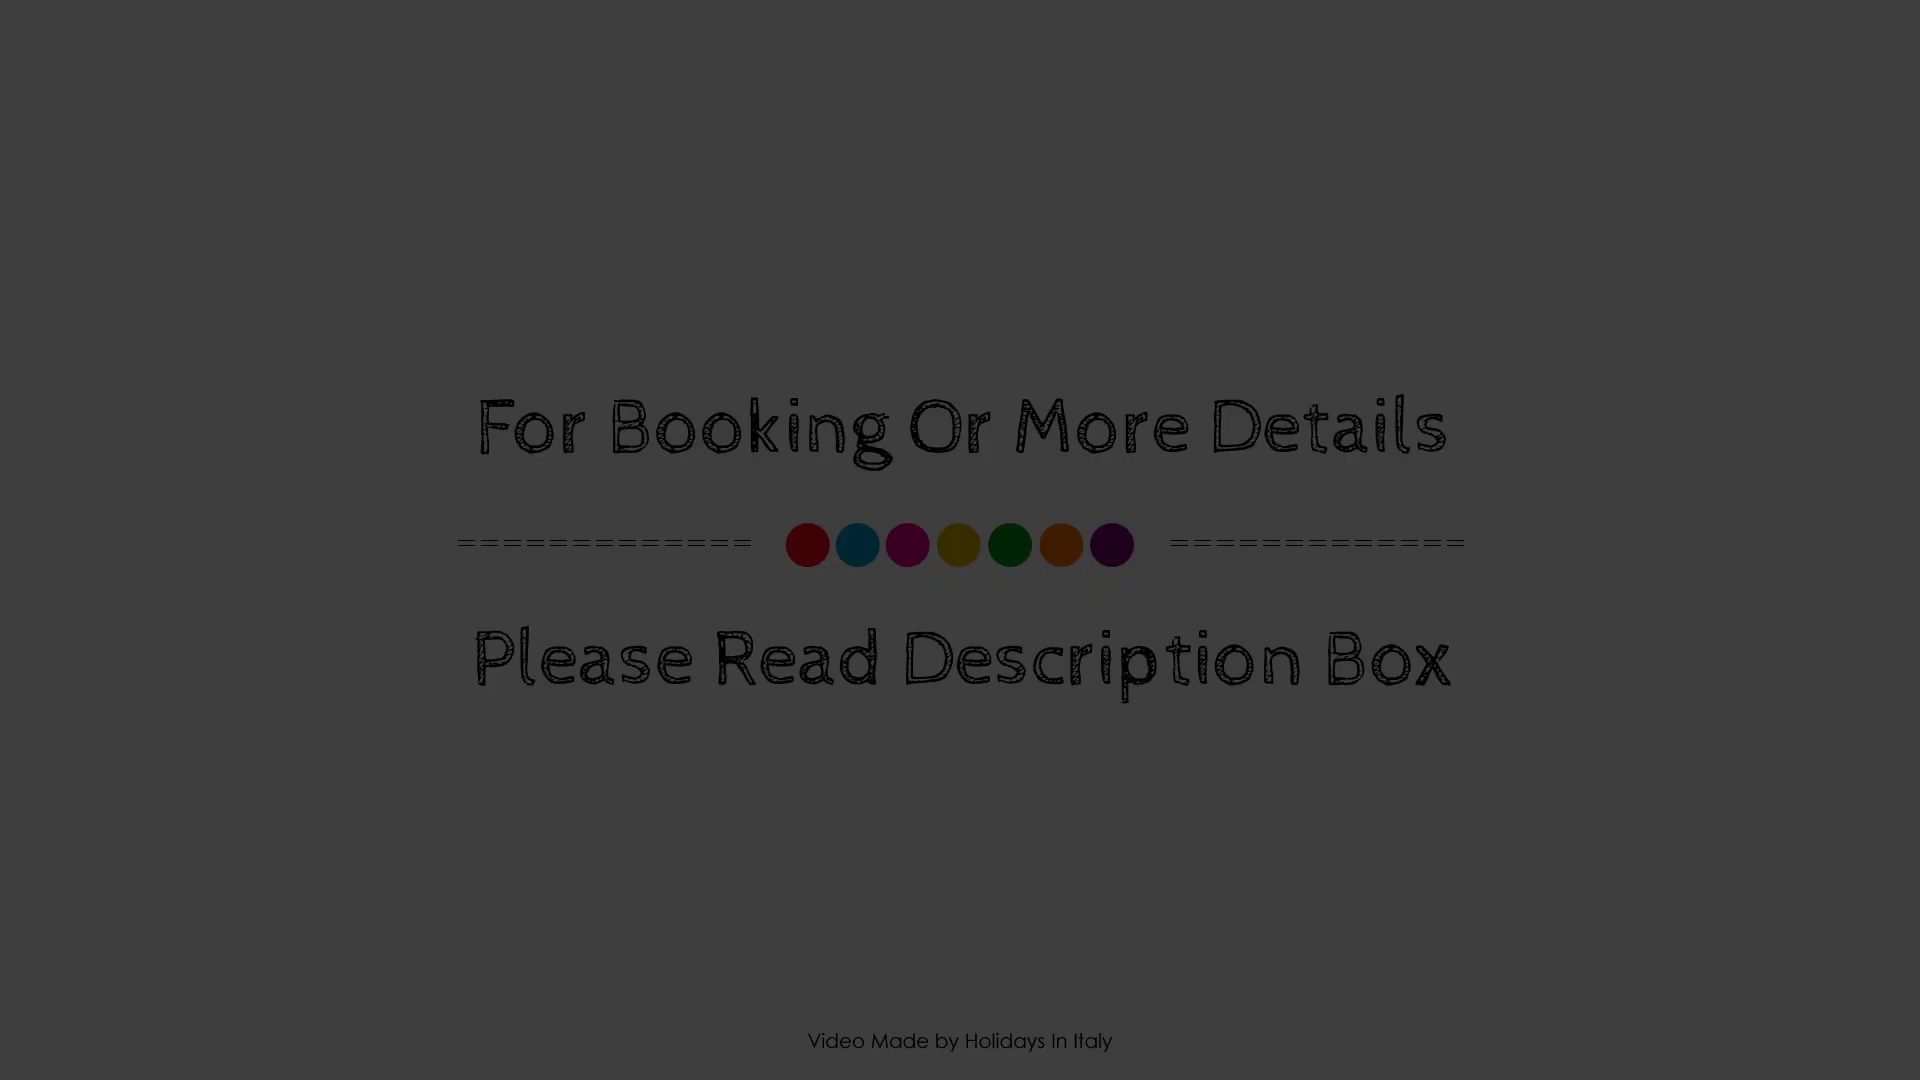 For Booking Or More Details
============= =============
Please Read Description Box
Video Made by Holidays In Italy